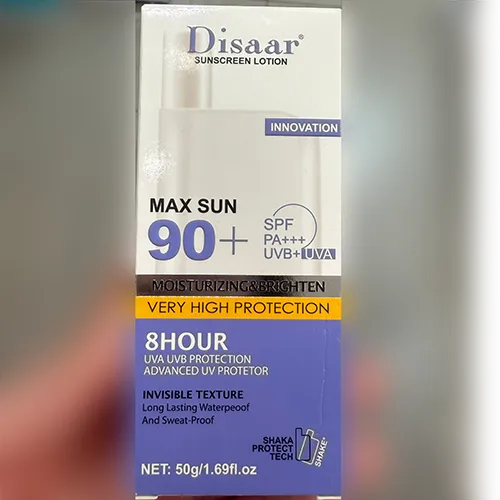 Disaar®
SUNSCREEN LOTION
INNOVATION
MAX SUN
90+
SPF
PA+++
UVB+UVA
MOISTURIZING&BRIGHTEN
VERY HIGH PROTECTION
8HOUR
UVA UVB PROTECTION
ADVANCED UV PROTETOR
INVISIBLE TEXTURE
Long Lasting Waterpeoof
And Sweat-Proof
SHAKA
PROTECT
TECH
SHAKE*
NET: 50g/1.69fl.oz